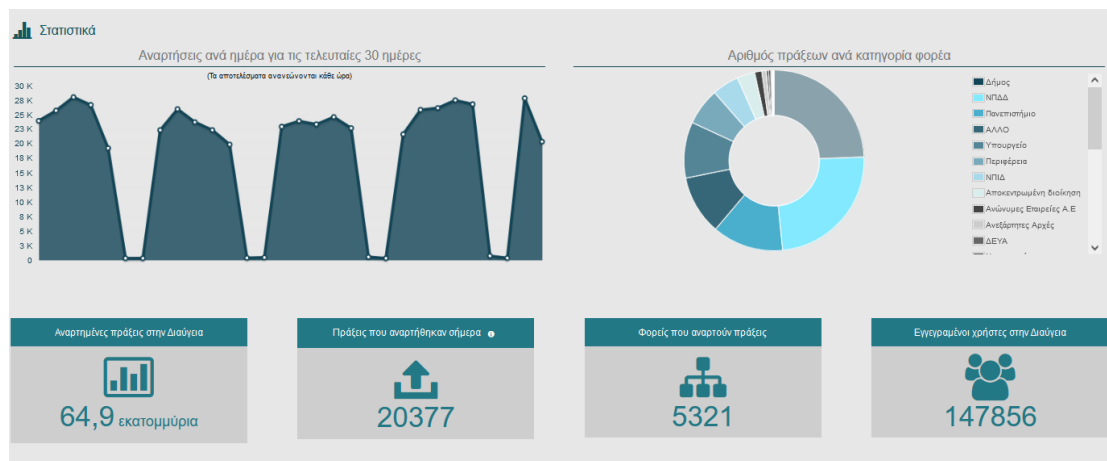 Στατιστικά
Αναρτήσεις ανά ημέρα για τις τελευταίες 30 ημέρες
(Τα αποτελέσματα ανανεώνονται κάθε ώρα)
30 K
28 K
25 K
23 K
20 K
18 K
15 K
13 K
10 K
8 K
5 K
3 K
0
Αριθμός πράξεων ανά κατηγορία φορέα
Δήμος
ΝΠΔΔ
Πανεπιστήμιο
ΑΛΛΟ
Υπουργείο
Περιφέρεια
ΝΠΙΔ
Αποκεντρωμένη διοίκηση
Ανώνυμες Εταιρείες Α.Ε
Ανεξάρτητες Αρχές
ΔΕΥΑ
Αναρτημένες πράξεις στην Διαύγεια
64,9 εκατομμύρια
Πράξεις που αναρτήθηκαν σήμερα
20377
Φορείς που αναρτούν πράξεις
5321
Εγγεγραμένοι χρήστες στην Διαύγεια
147856